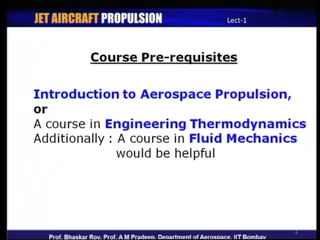 JET AIRCRAFT PROPULSION
Lect-1
Course Pre-requisites
Introduction to Aerospace Propulsion,
or
A course in Engineering Thermodynamics
Additionally : A course in Fluid Mechanics
would be helpful
Prof. Bhaskar Roy, Prof. A M Pradeep, Department of Aerospace, IIT Bombay